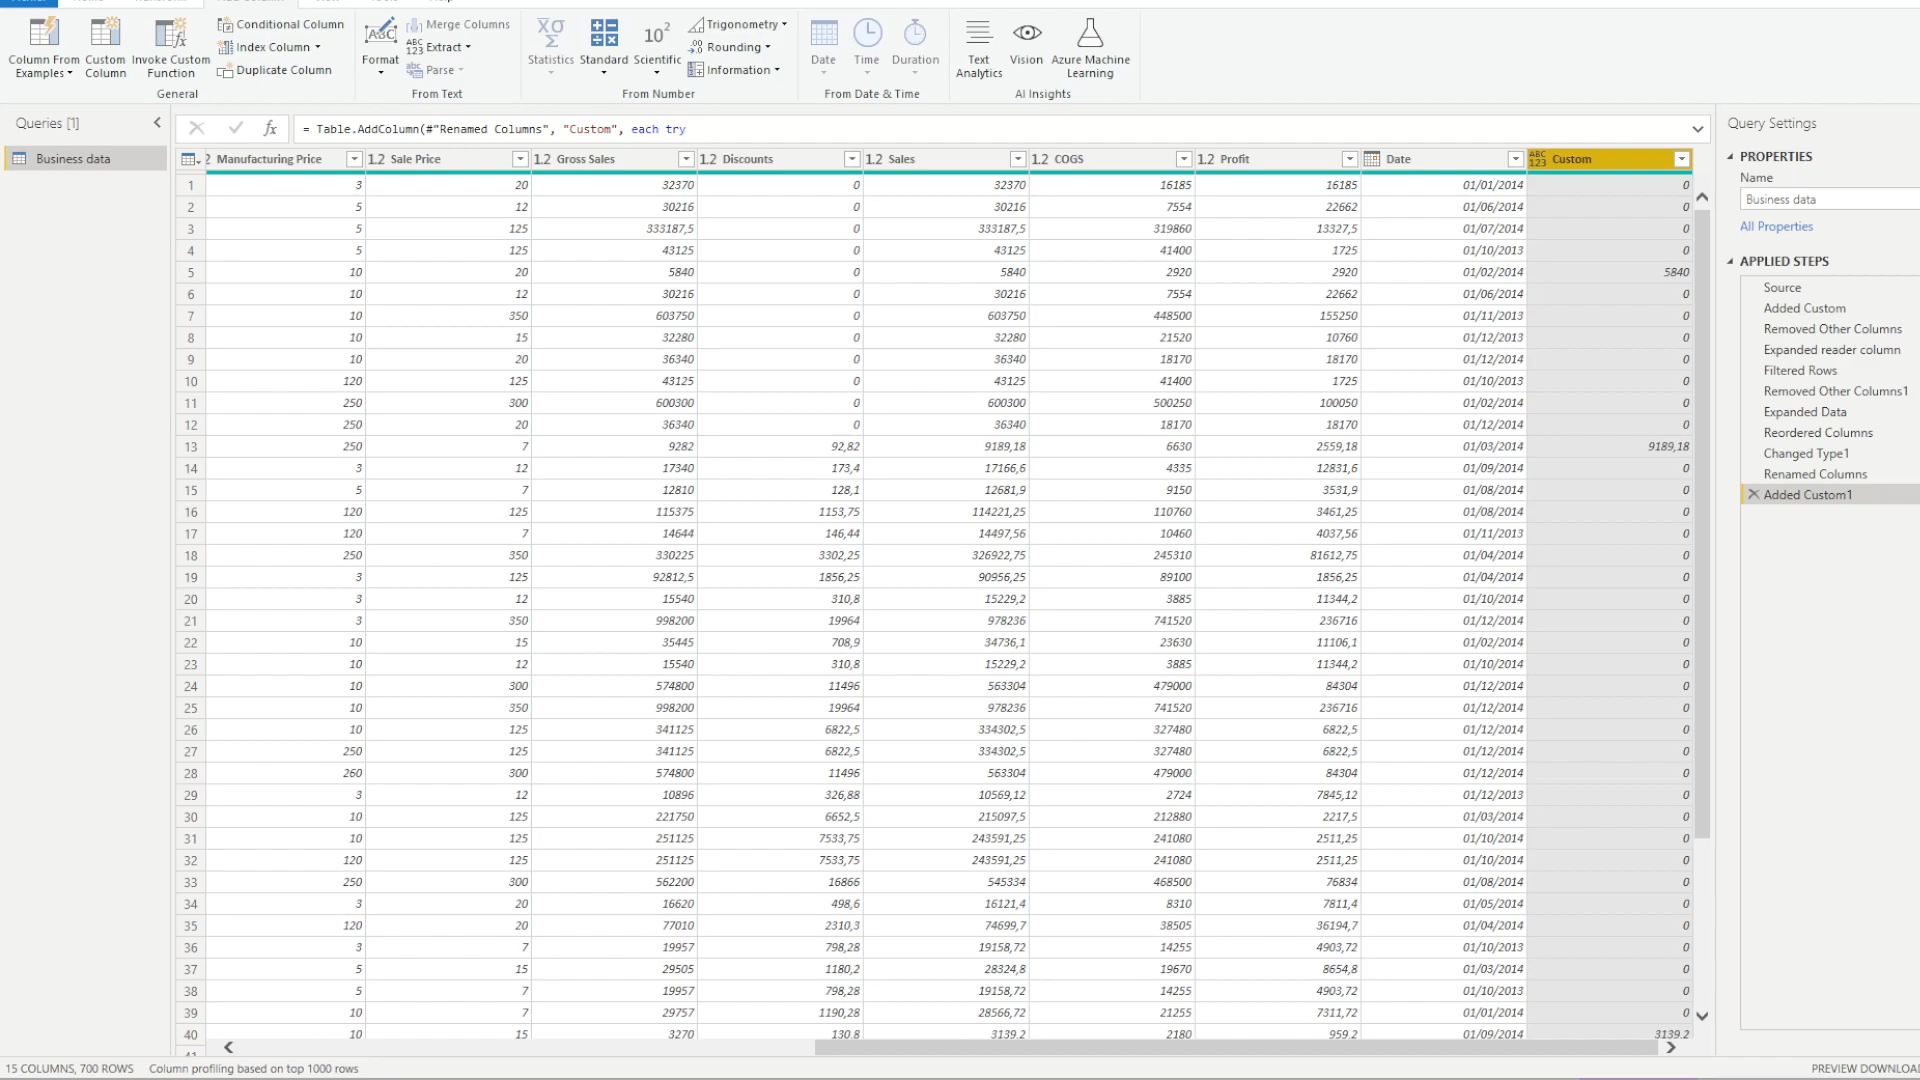 Conditional Column
Index Column
Duplicate Column
Column From Examples
Custom Column
Invoke Custom Function
General
Format
Merge Columns
Extract
Parse
From Text
Statistics
Standard
Scientific
Trigonometry
Rounding
Information
From Number
Date
Time
Duration
From Date & Time
Text Analytics
Vision
Azure Machine Learning
AI Insights
Queries [1]
Business data
= Table.AddColumn(#"Renamed Columns", "Custom", each try
Manufacturing Price 1.2 Sale Price 1.2 Gross Sales 1.2 Discounts 1.2 Sales 1.2 COGS 1.2 Profit Date ABC 123 Custom
1 3 20 32370 0 32370 16185 16185 01/01/2014 0
2 5 12 30216 0 30216 7554 22662 01/06/2014 0
3 5 125 333187,5 0 333187,5 319860 13327,5 01/07/2014 0
4 5 125 43125 0 43125 41400 1725 01/10/2013 0
5 10 20 5840 0 5840 2920 2920 01/02/2014 5840
6 10 12 30216 0 30216 7554 22662 01/06/2014 0
7 10 350 603750 0 603750 448500 155250 01/11/2013 0
8 10 15 32280 0 32280 21520 10760 01/12/2013 0
9 10 20 36340 0 36340 18170 18170 01/12/2014 0
10 120 125 43125 0 43125 41400 1725 01/10/2013 0
11 250 300 600300 0 600300 500250 100050 01/02/2014 0
12 250 20 36340 0 36340 18170 18170 01/12/2014 0
13 250 7 9282 92,82 9189,18 6630 2559,18 01/03/2014 9189,18
14 3 12 17340 173,4 17166,6 4335 12831,6 01/09/2014 0
15 5 7 12810 128,1 12681,9 9150 3531,9 01/08/2014 0
16 120 125 115375 1153,75 114221,25 110760 3461,25 01/08/2014 0
17 120 7 14644 146,44 14497,56 10460 4037,56 01/11/2013 0
18 250 350 330225 3302,25 326922,75 245310 81612,75 01/04/2014 0
19 3 125 92812,5 1856,25 90956,25 89100 1856,25 01/04/2014 0
20 3 12 15540 310,8 15229,2 3885 11344,2 01/10/2014 0
21 3 350 998200 19964 978236 741520 236716 01/12/2014 0
22 10 15 35445 708,9 34736,1 23630 11106,1 01/02/2014 0
23 10 12 15540 310,8 15229,2 3885 11344,2 01/10/2014 0
24 10 300 574800 11496 563304 479000 84304 01/12/2014 0
25 10 350 998200 19964 978236 741520 236716 01/12/2014 0
26 10 125 341125 6822,5 334302,5 327480 6822,5 01/12/2014 0
27 250 125 341125 6822,5 334302,5 327480 6822,5 01/12/2014 0
28 260 300 574800 11496 563304 479000 84304 01/12/2014 0
29 3 12 10896 326,88 10569,12 2724 7845,12 01/12/2013 0
30 10 125 221750 6652,5 215097,5 212880 2217,5 01/03/2014 0
31 10 125 251125 7533,75 243591,25 241080 2511,25 01/10/2014 0
32 120 125 251125 7533,75 243591,25 241080 2511,25 01/10/2014 0
33 250 300 562200 16866 545334 468500 76834 01/08/2014 0
34 3 20 16620 498,6 16121,4 8310 7811,4 01/05/2014 0
35 120 20 77010 2310,3 74699,7 38505 36194,7 01/04/2014 0
36 3 7 19957 798,28 19158,72 14255 4903,72 01/10/2013 0
37 5 15 29505 1180,2 28324,8 19670 8654,8 01/03/2014 0
38 5 7 19957 798,28 19158,72 14255 4903,72 01/10/2013 0
39 10 7 29757 1190,28 28566,72 21255 7311,72 01/01/2014 0
40 10 15 3270 130,8 3139,2 2180 959,2 01/09/2014 3139,2
41
Query Settings
PROPERTIES
Name
Business data
All Properties
APPLIED STEPS
Source
Added Custom
Removed Other Columns
Expanded reader column
Filtered Rows
Removed Other Columns1
Expanded Data
Reordered Columns
Changed Type1
Renamed Columns
Added Custom1
15 COLUMNS, 700 ROWS Column profiling based on top 1000 rows
PREVIEW DOWNLOA